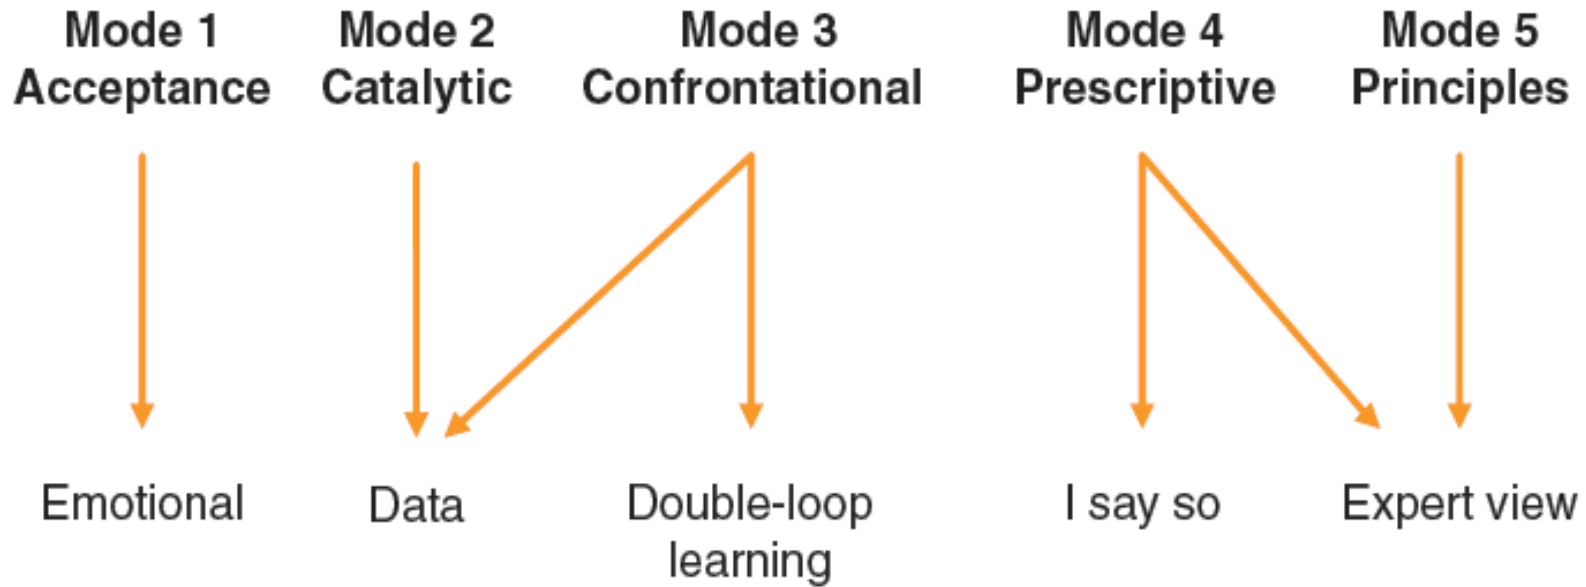 Mode 1
Acceptance
Mode 2
Catalytic
Mode 3
Confrontational
Mode 4
Prescriptive
Mode 5
Principles
Emotional
Data
Double-loop
learning
I say so
Expert view